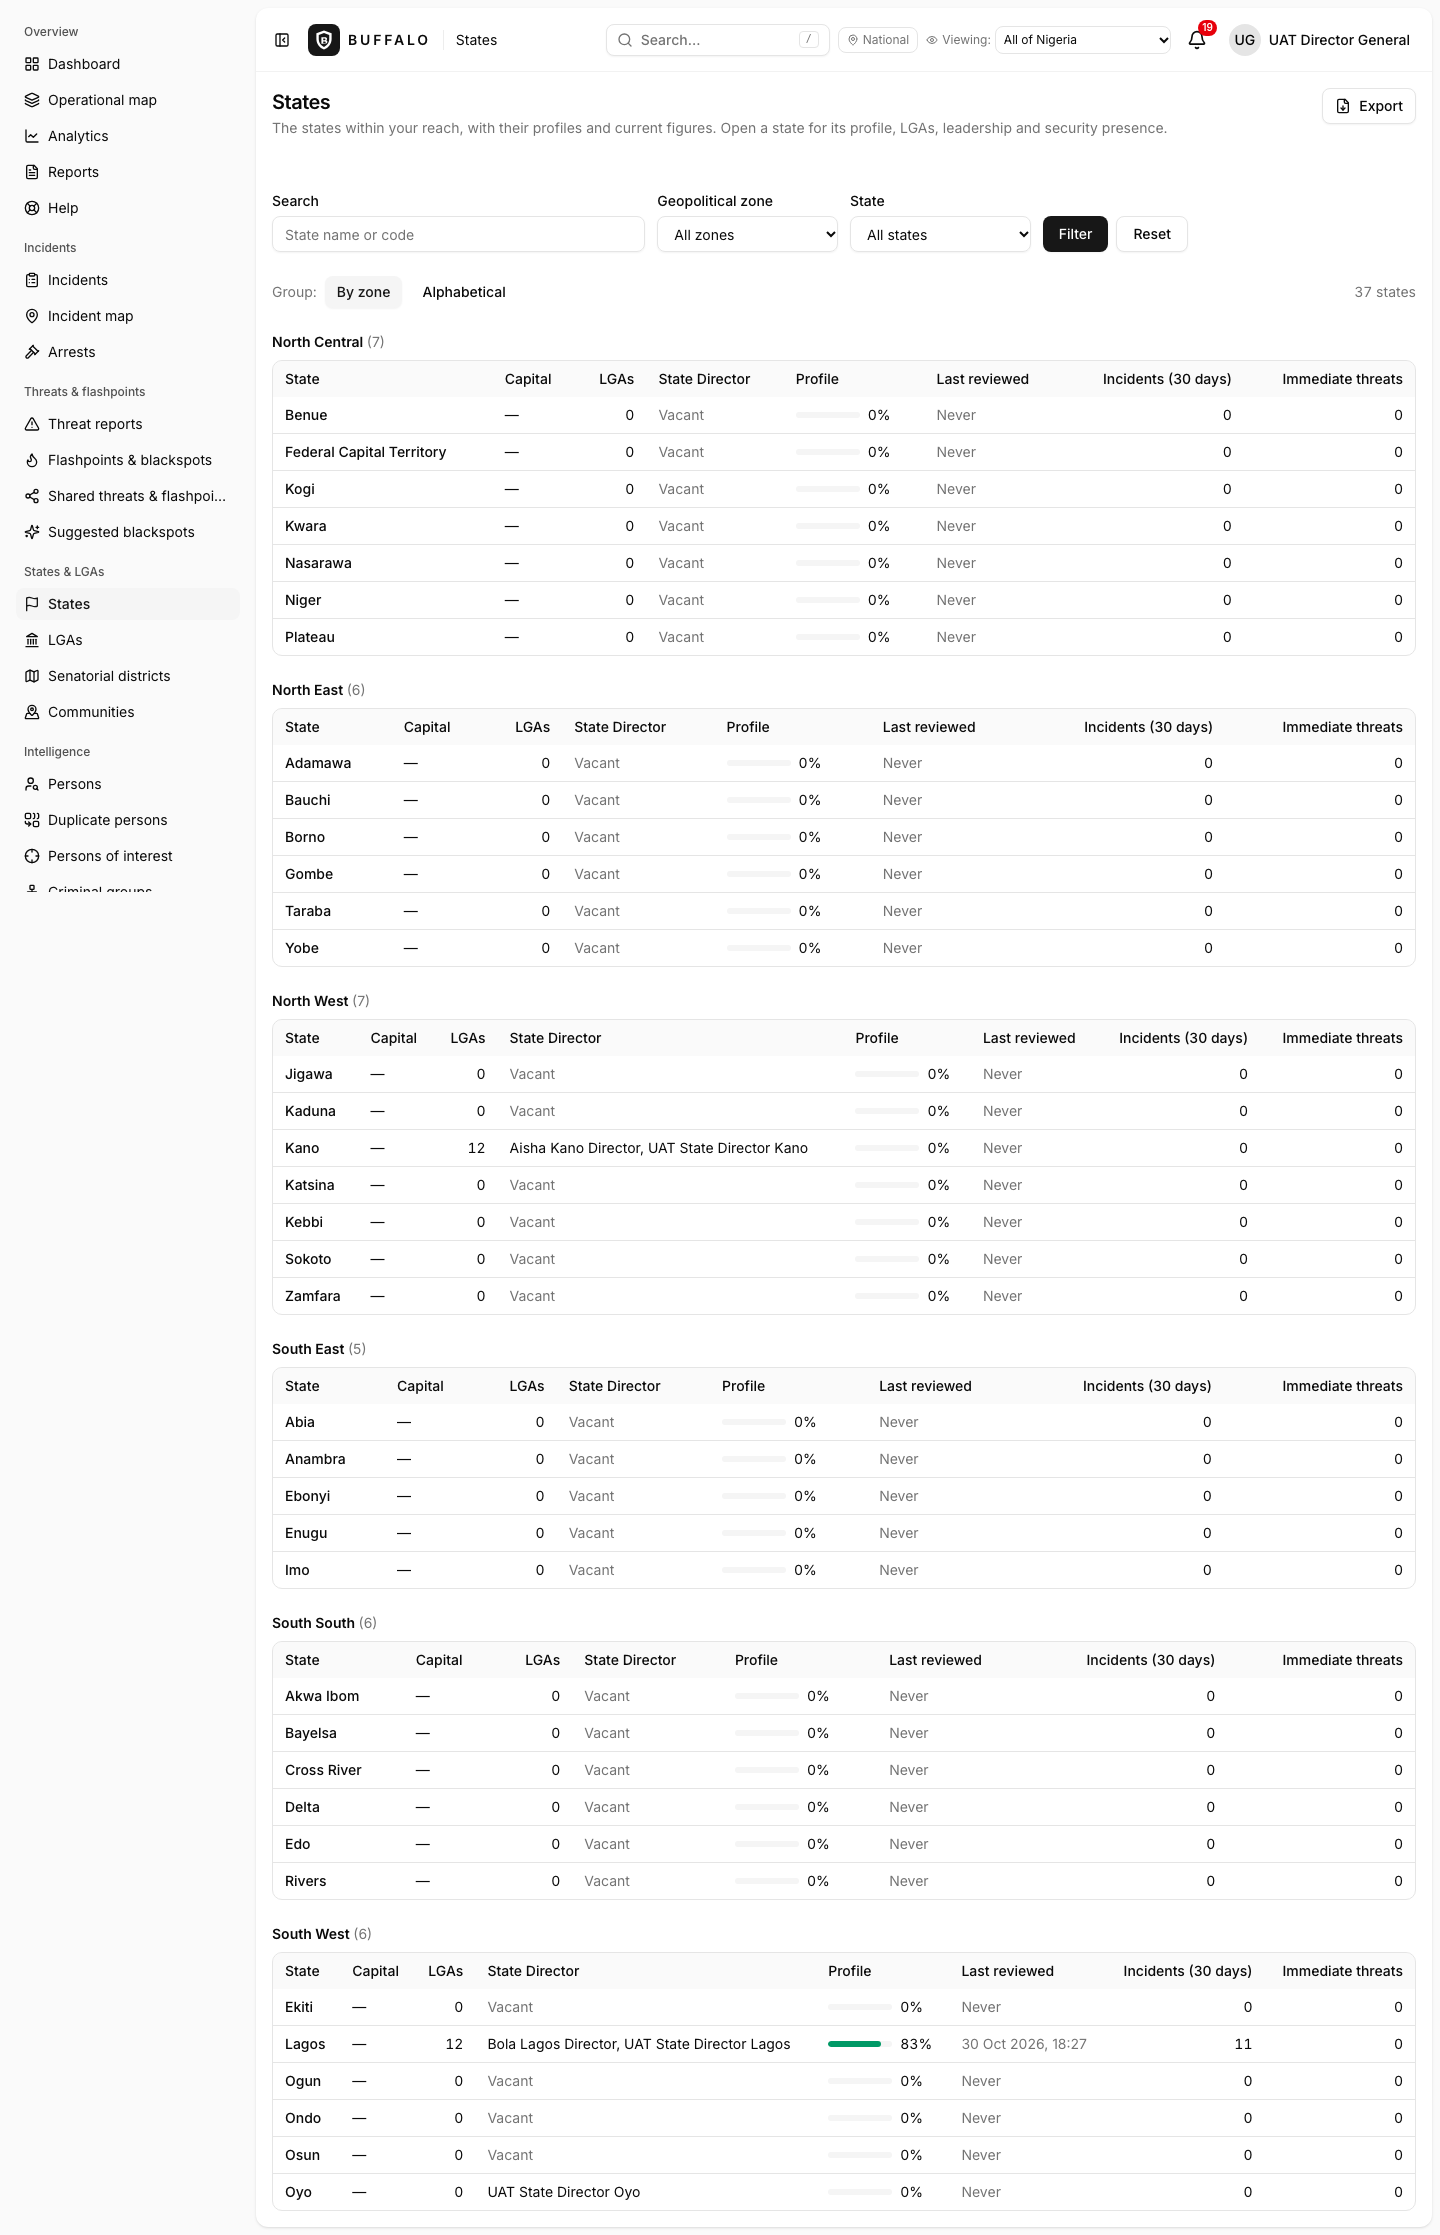 Overview
Dashboard
Operational map
Analytics
Reports
Help
Incidents
Incidents
Incident map
Arrests
Threats & flashpoints
Threat reports
Flashpoints & blackspots
Shared threats & flashpoi...
Suggested blackspots
States & LGAs
States
LGAs
Senatorial districts
Communities
Intelligence
Persons
Duplicate persons
Persons of interest
Criminal groups
BUFFALO States Search... / National Viewing: All of Nigeria 19 UG UAT Director General
States
The states within your reach, with their profiles and current figures. Open a state for its profile, LGAs, leadership and security presence.
Export
Search Geopolitical zone State
State name or code All zones All states Filter Reset
Group: By zone Alphabetical 37 states
North Central (7)
State Capital LGAs State Director Profile Last reviewed Incidents (30 days) Immediate threats
Benue — 0 Vacant 0% Never 0 0
Federal Capital Territory — 0 Vacant 0% Never 0 0
Kogi — 0 Vacant 0% Never 0 0
Kwara — 0 Vacant 0% Never 0 0
Nasarawa — 0 Vacant 0% Never 0 0
Niger — 0 Vacant 0% Never 0 0
Plateau — 0 Vacant 0% Never 0 0
North East (6)
State Capital LGAs State Director Profile Last reviewed Incidents (30 days) Immediate threats
Adamawa — 0 Vacant 0% Never 0 0
Bauchi — 0 Vacant 0% Never 0 0
Borno — 0 Vacant 0% Never 0 0
Gombe — 0 Vacant 0% Never 0 0
Taraba — 0 Vacant 0% Never 0 0
Yobe — 0 Vacant 0% Never 0 0
North West (7)
State Capital LGAs State Director Profile Last reviewed Incidents (30 days) Immediate threats
Jigawa — 0 Vacant 0% Never 0 0
Kaduna — 0 Vacant 0% Never 0 0
Kano — 12 Aisha Kano Director, UAT State Director Kano 0% Never 0 0
Katsina — 0 Vacant 0% Never 0 0
Kebbi — 0 Vacant 0% Never 0 0
Sokoto — 0 Vacant 0% Never 0 0
Zamfara — 0 Vacant 0% Never 0 0
South East (5)
State Capital LGAs State Director Profile Last reviewed Incidents (30 days) Immediate threats
Abia — 0 Vacant 0% Never 0 0
Anambra — 0 Vacant 0% Never 0 0
Ebonyi — 0 Vacant 0% Never 0 0
Enugu — 0 Vacant 0% Never 0 0
Imo — 0 Vacant 0% Never 0 0
South South (6)
State Capital LGAs State Director Profile Last reviewed Incidents (30 days) Immediate threats
Akwa Ibom — 0 Vacant 0% Never 0 0
Bayelsa — 0 Vacant 0% Never 0 0
Cross River — 0 Vacant 0% Never 0 0
Delta — 0 Vacant 0% Never 0 0
Edo — 0 Vacant 0% Never 0 0
Rivers — 0 Vacant 0% Never 0 0
South West (6)
State Capital LGAs State Director Profile Last reviewed Incidents (30 days) Immediate threats
Ekiti — 0 Vacant 0% Never 0 0
Lagos — 12 Bola Lagos Director, UAT State Director Lagos 83% 30 Oct 2026, 18:27 11 0
Ogun — 0 Vacant 0% Never 0 0
Ondo — 0 Vacant 0% Never 0 0
Osun — 0 Vacant 0% Never 0 0
Oyo — 0 UAT State Director Oyo 0% Never 0 0